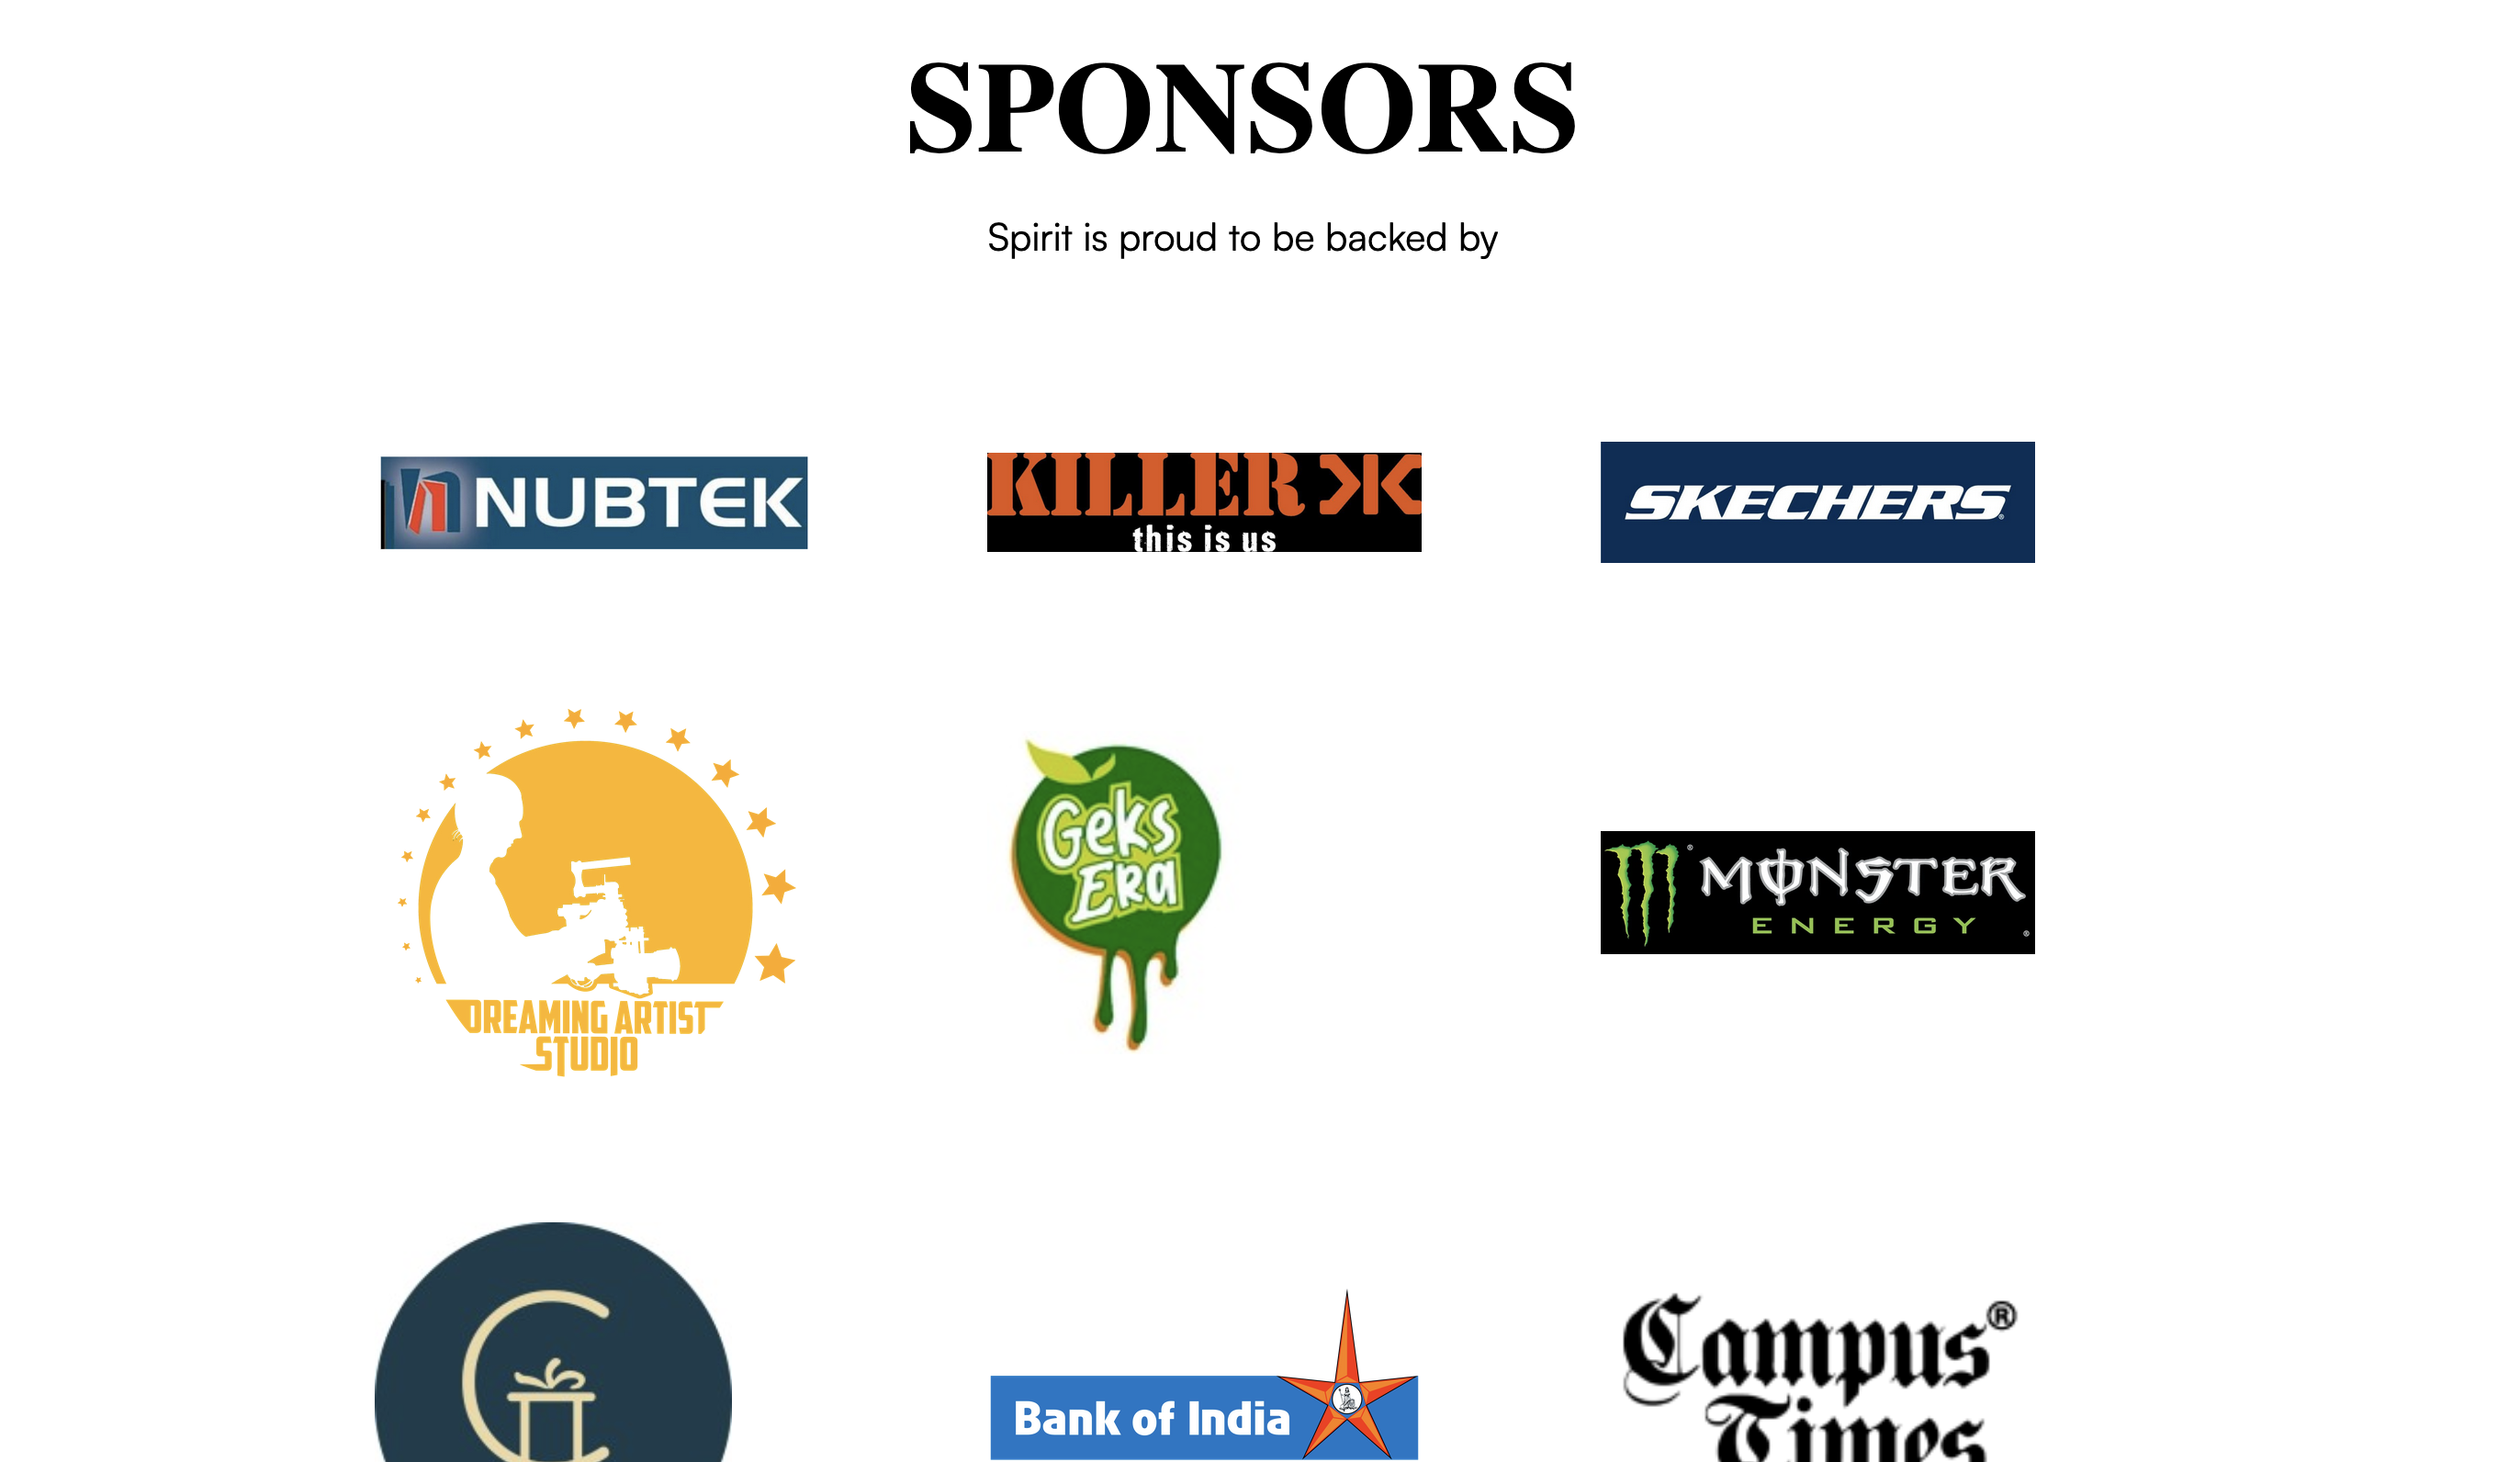 SPONSORS
Spirit is proud to be backed by
NUBTEK
KILLER
this is us
SKECHERS
DREAMING ARTIST
STUDIO
Geks
Era
MONSTER
ENERGY
Bank of India
Campus®
Times